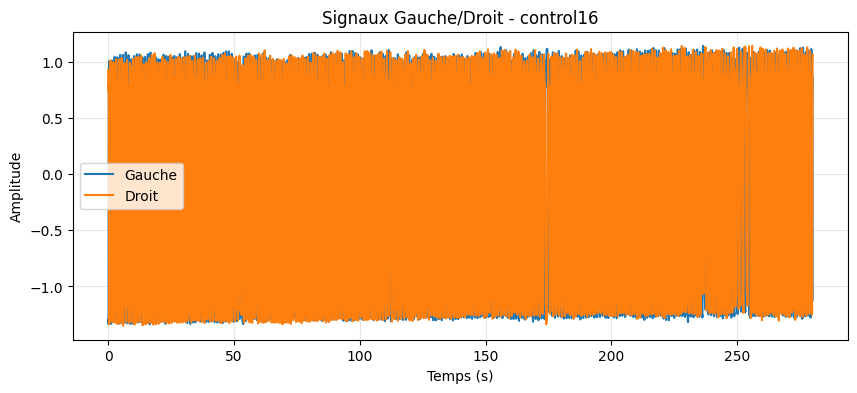 Signaux Gauche/Droit - control16
Amplitude
1.0
0.5
0.0
−0.5
−1.0
Gauche
Droit
0 50 100 150 200 250
Temps (s)